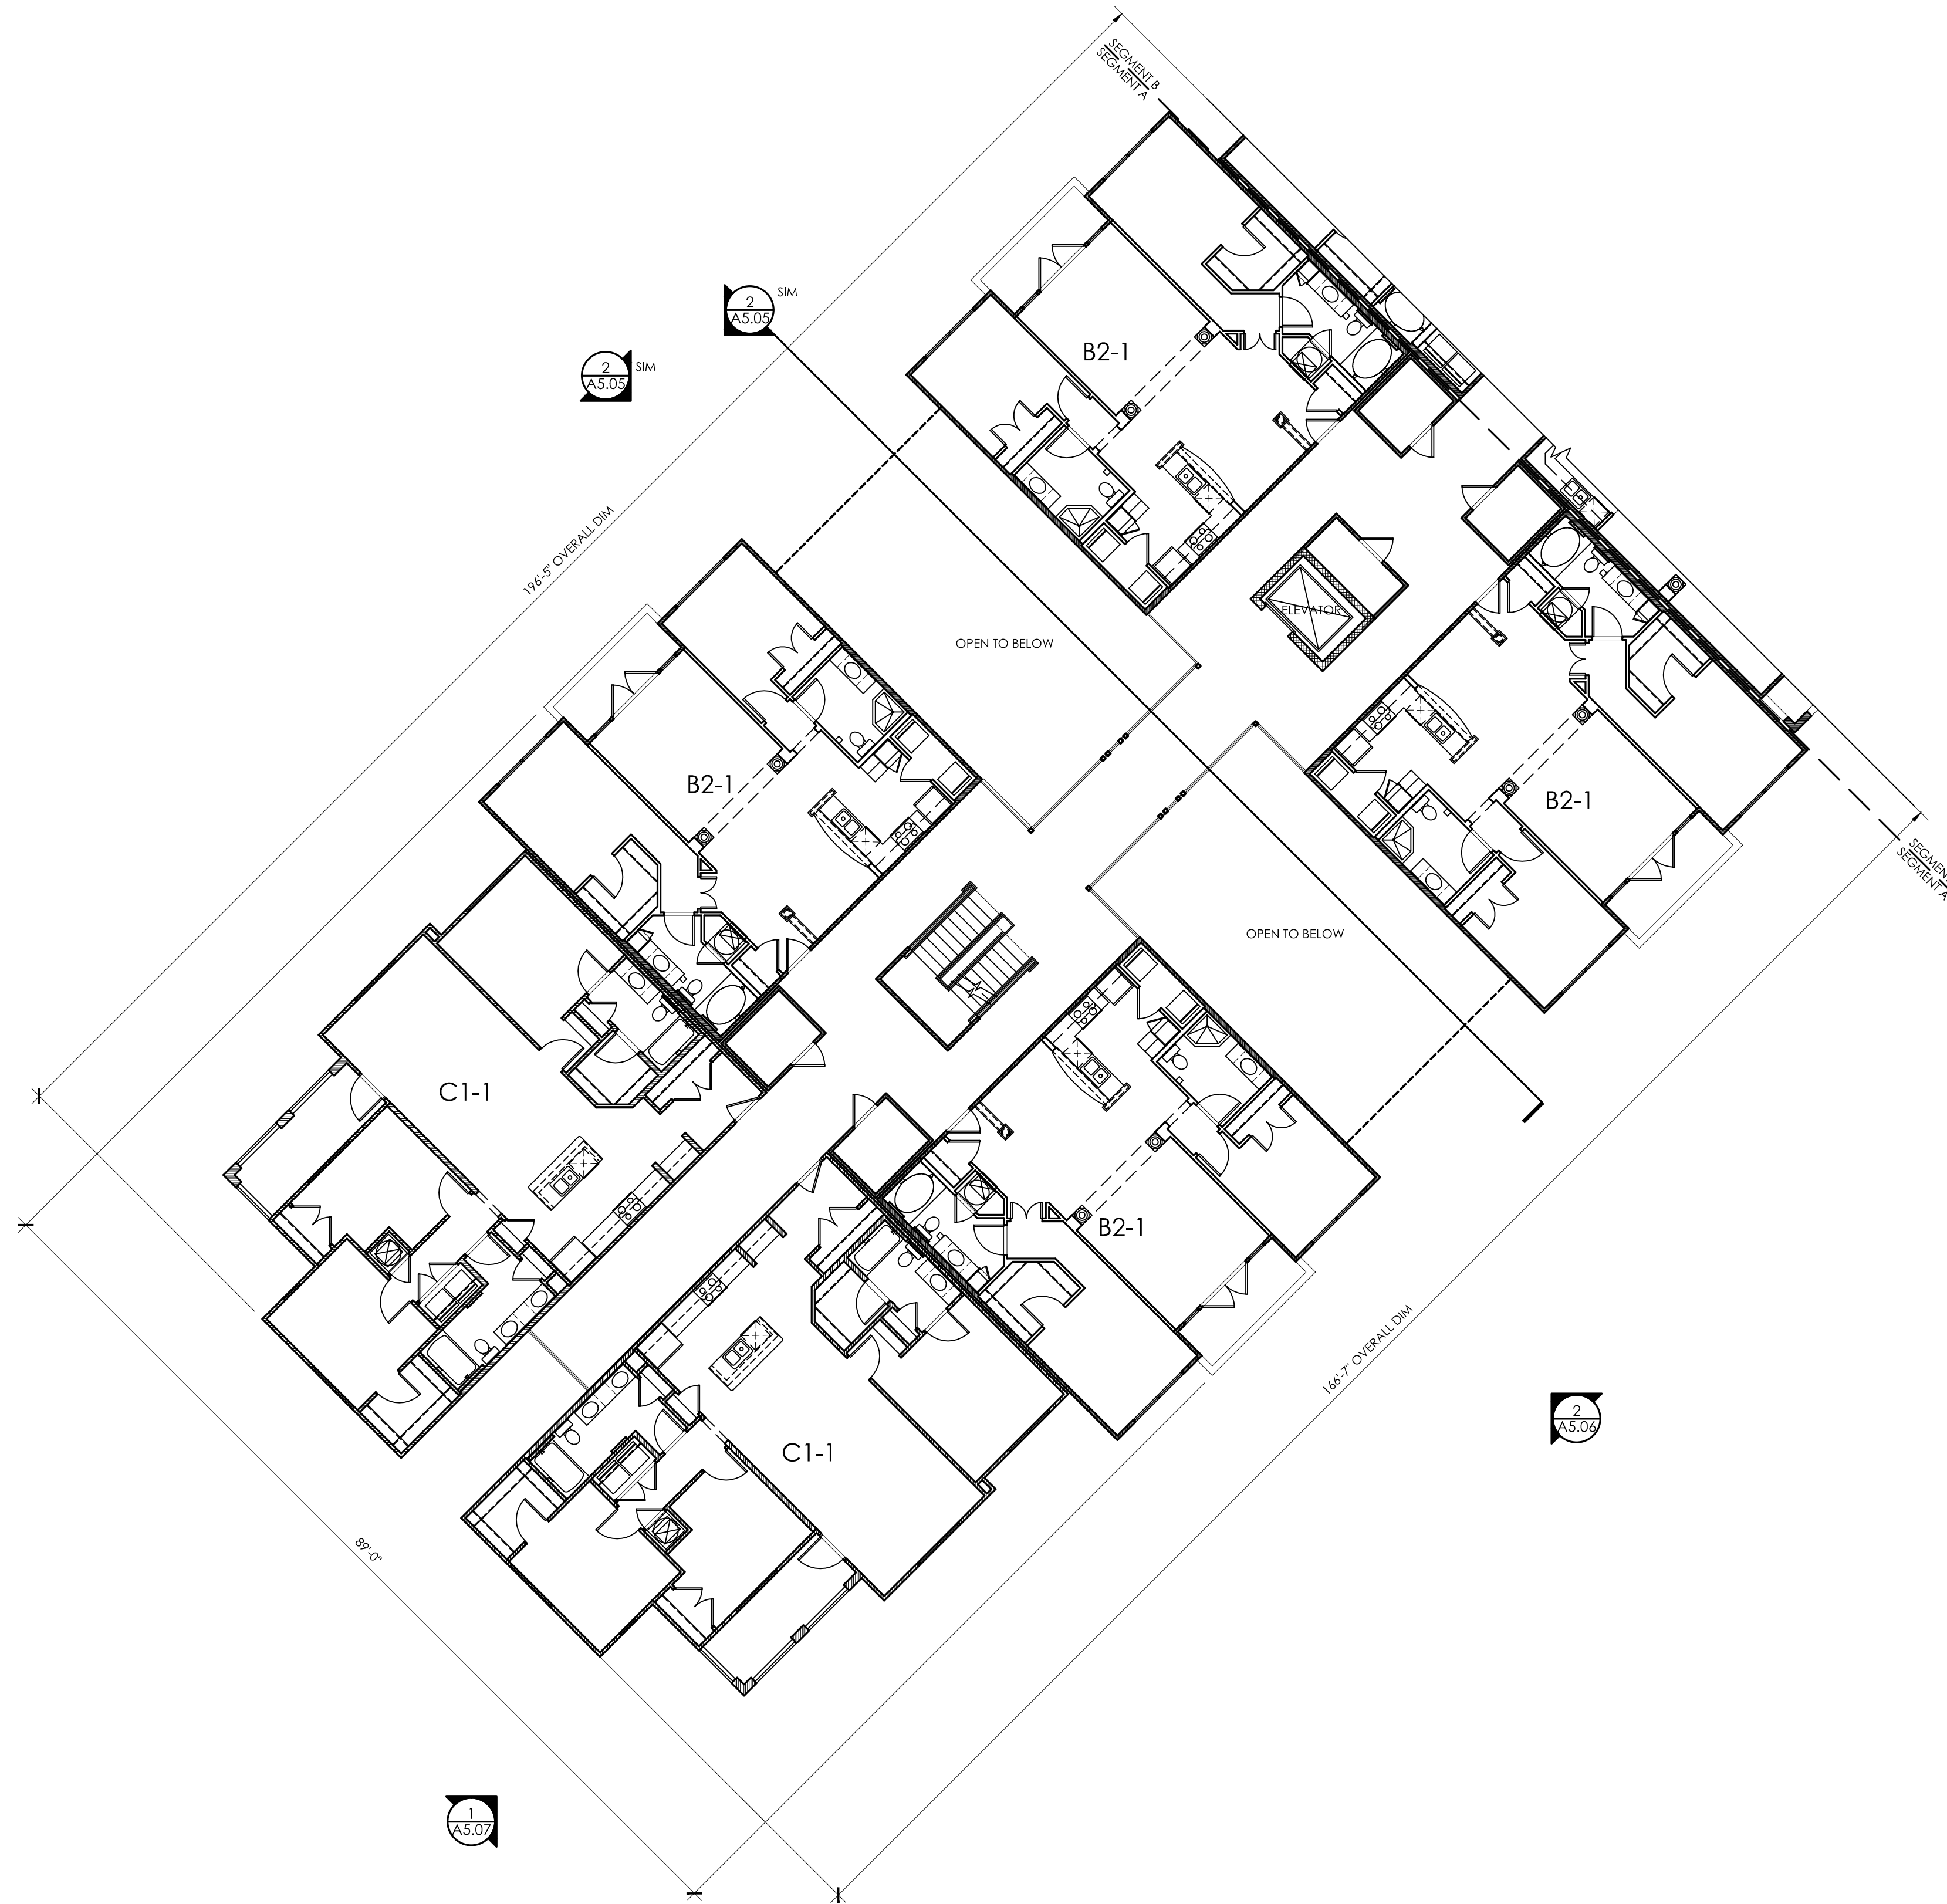 SEGMENT B
SEGMENT A
2
A5.05
SIM
2
A5.05
SIM
B2-1
196'-5" OVERALL DIM
ELEVATOR
OPEN TO BELOW
B2-1
B2-1
SEGMENT
SEGMENT A
OPEN TO BELOW
C1-1
B2-1
166'-7" OVERALL DIM
2
A5.06
C1-1
89'-0"
1
A5.07